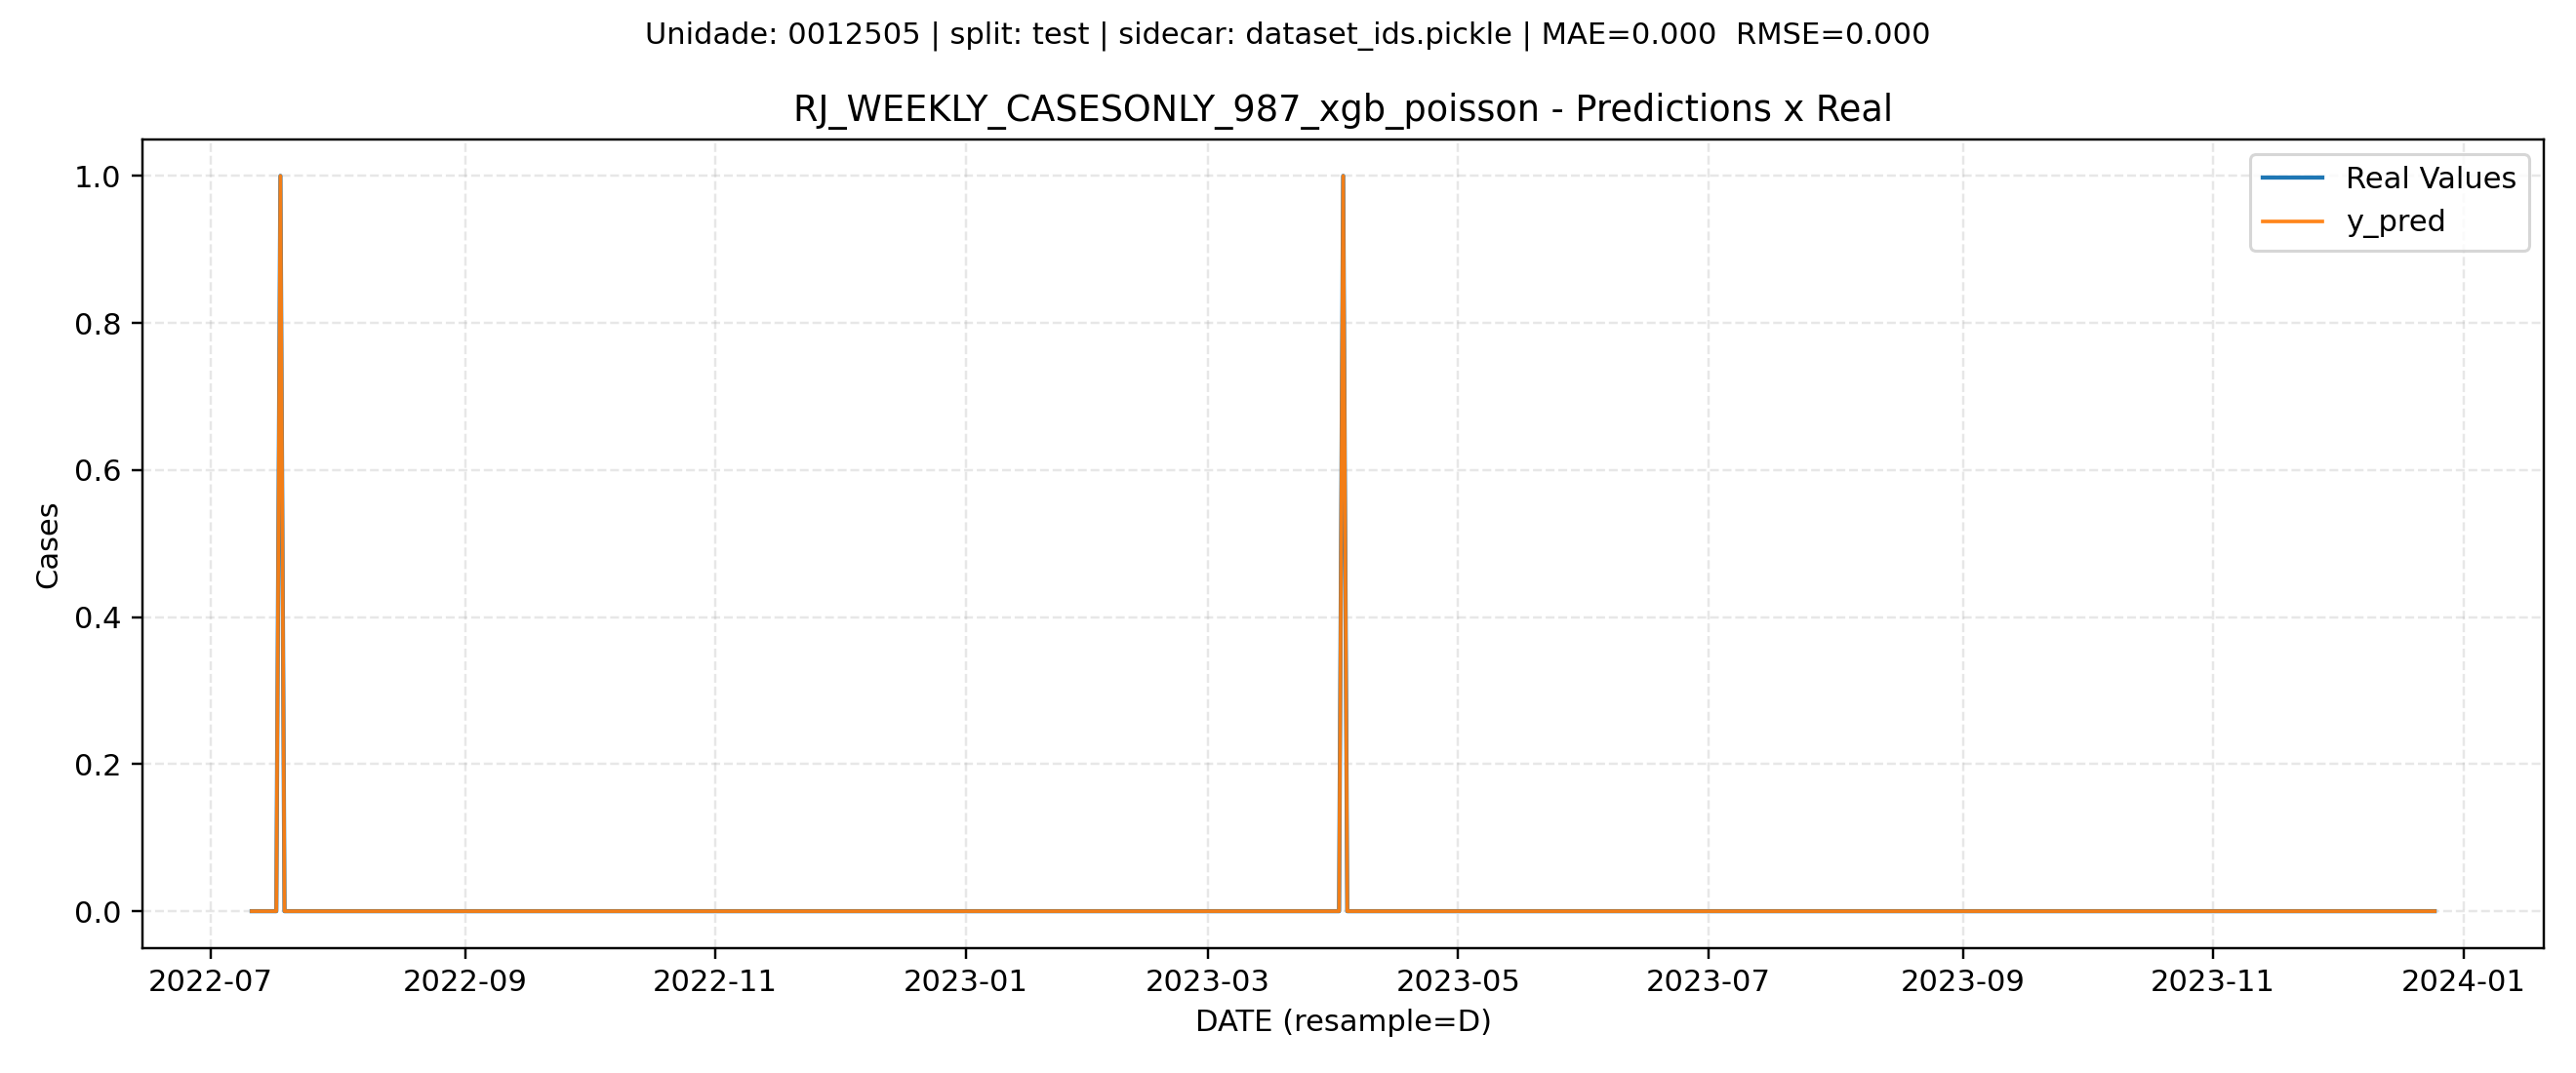 Unidade: 0012505 | split: test | sidecar: dataset_ids.pickle | MAE=0.000  RMSE=0.000
RJ_WEEKLY_CASESONLY_987_xgb_poisson - Predictions x Real
Real Values
y_pred
1.0
0.8
0.6
0.4
0.2
0.0
Cases
2022-07
2022-09
2022-11
2023-01
2023-03
2023-05
2023-07
2023-09
2023-11
2024-01
DATE (resample=D)